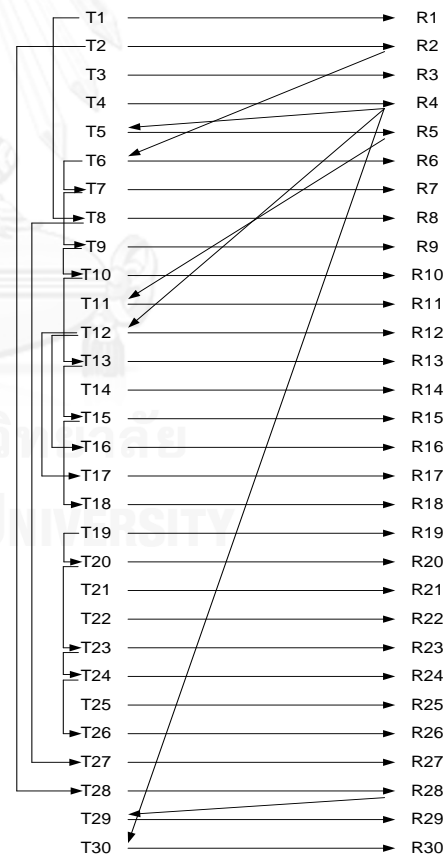 T1 R1
T2 R2
T3 R3
T4 R4
T5 R5
T6 R6
T7 R7
T8 R8
T9 R9
T10 R10
T11 R11
T12 R12
T13 R13
T14 R14
T15 R15
T16 R16
T17 R17
T18 R18
UNIVERSITY
T19 R19
T20 R20
T21 R21
T22 R22
T23 R23
T24 R24
T25 R25
T26 R26
T27 R27
T28 R28
T29 R29
T30 R30